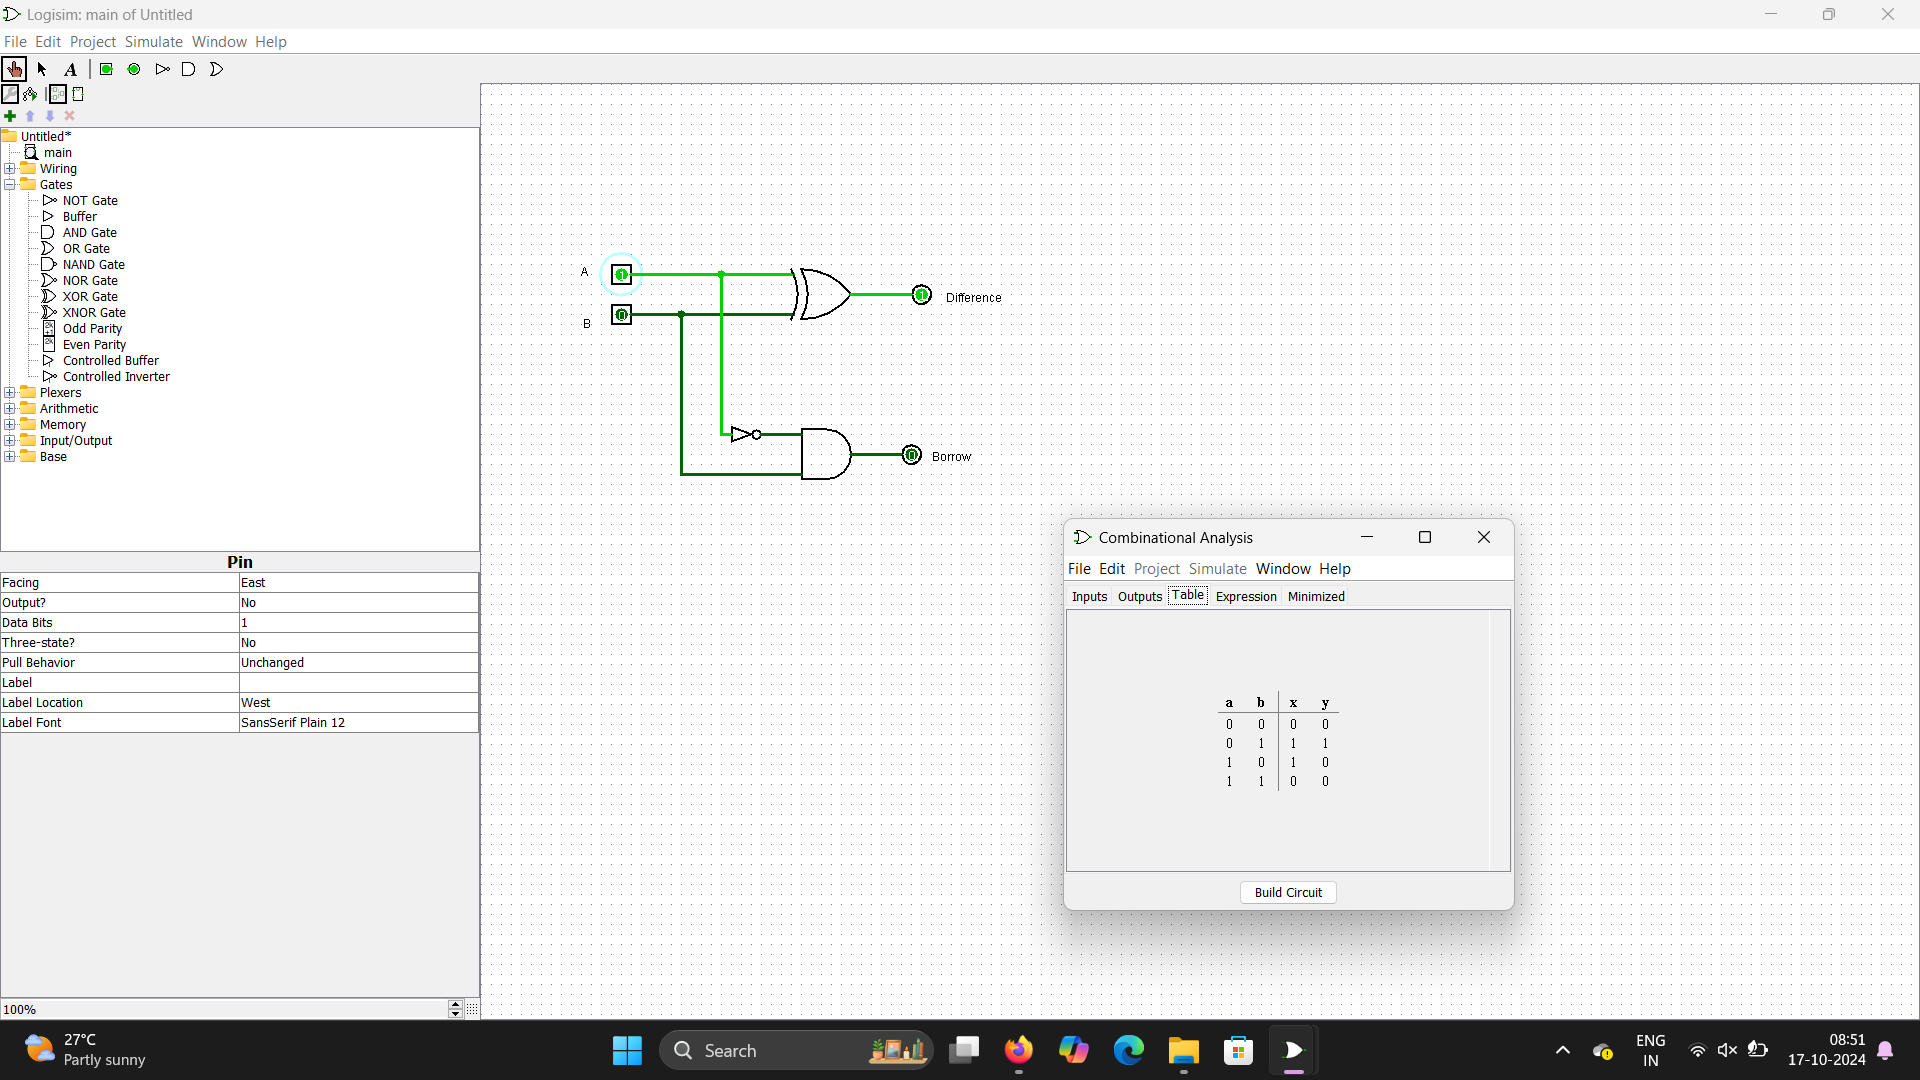 Logisim: main of Untitled
File Edit Project Simulate Window Help
A
Untitled*
main
Wiring
Gates
NOT Gate
Buffer
AND Gate
OR Gate
NAND Gate
NOR Gate
XOR Gate
XNOR Gate
Odd Parity
Even Parity
Controlled Buffer
Controlled Inverter
Plexers
Arithmetic
Memory
Input/Output
Base
Pin
Facing East
Output? No
Data Bits 1
Three-state? No
Pull Behavior Unchanged
Label
Label Location West
Label Font SansSerif Plain 12
100%
A 1
B 0
1 Difference
0 Borrow
Combinational Analysis
File Edit Project Simulate Window Help
Inputs Outputs Table Expression Minimized
a b x y
0 0 0 0
0 1 1 1
1 0 1 0
1 1 0 0
Build Circuit
27°C
Partly sunny
Search
ENG
IN
08:51
17-10-2024